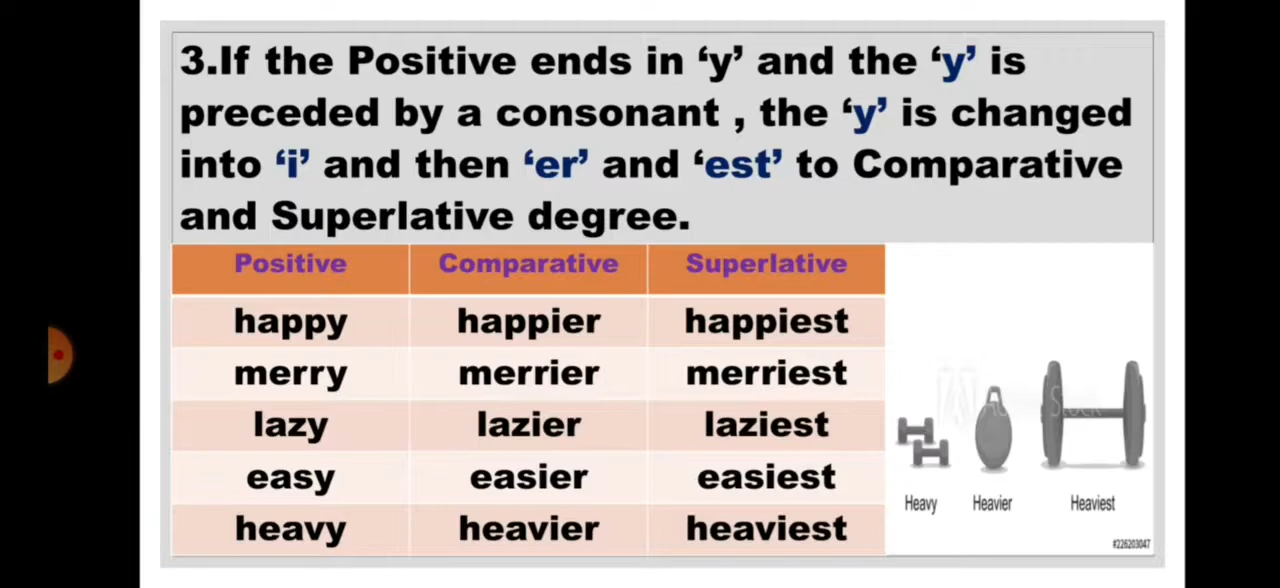 3.If the Positive ends in ‘y’ and the ‘y’ is
preceded by a consonant , the ‘y’ is changed
into ‘i’ and then ‘er’ and ‘est’ to Comparative
and Superlative degree.
Positive Comparative Superlative
happy happier happiest
merry merrier merriest
lazy lazier laziest
easy easier easiest
heavy heavier heaviest
Heavy Heavier Heaviest
#226203047